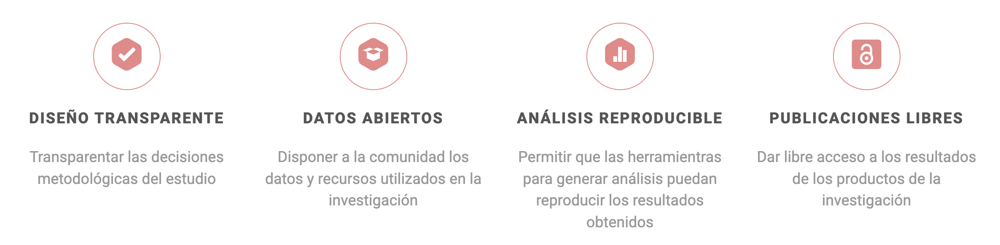 DISEÑO TRANSPARENTE
Transparentar las decisiones
metodológicas del estudio
DATOS ABIERTOS
Disponer a la comunidad los
datos y recursos utilizados en la
investigación
ANÁLISIS REPRODUCIBLE
Permitir que las herramientras
para generar análisis puedan
reproducir los resultados
obtenidos
PUBLICACIONES LIBRES
Dar libre acceso a los resultados
de los productos de la
investigación